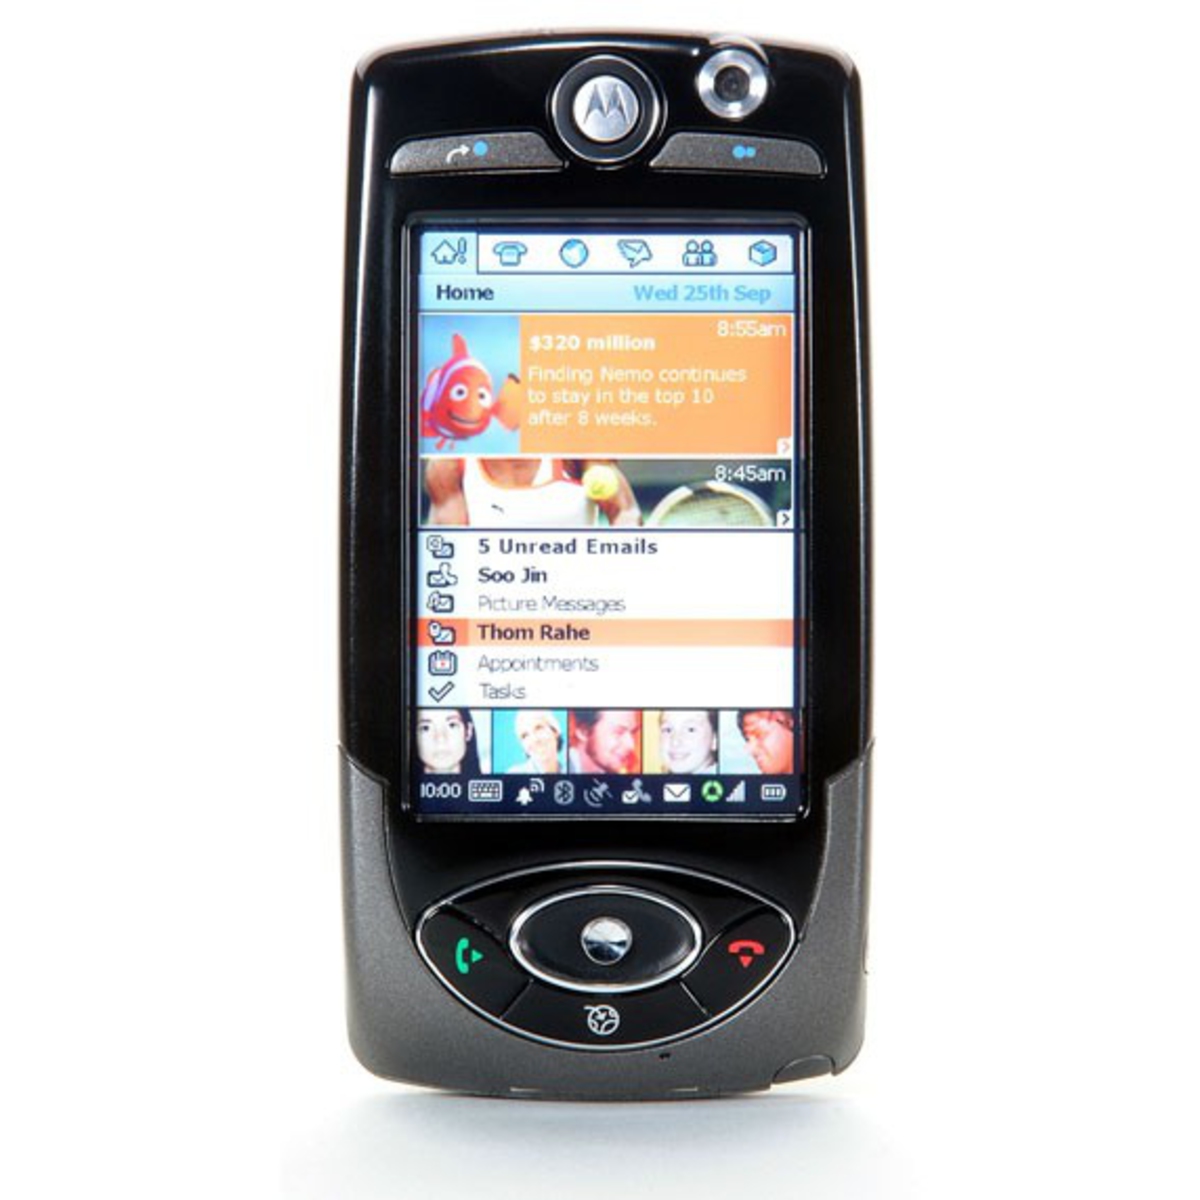 Home
Wed 25th Sep
8:55am
$320 million
Finding Nemo continues
to stay in the top 10
after 8 weeks.
8:45am
5 Unread Emails
Soo Jin
Picture Messages
Thom Rahe
Appointments
Tasks
10:00